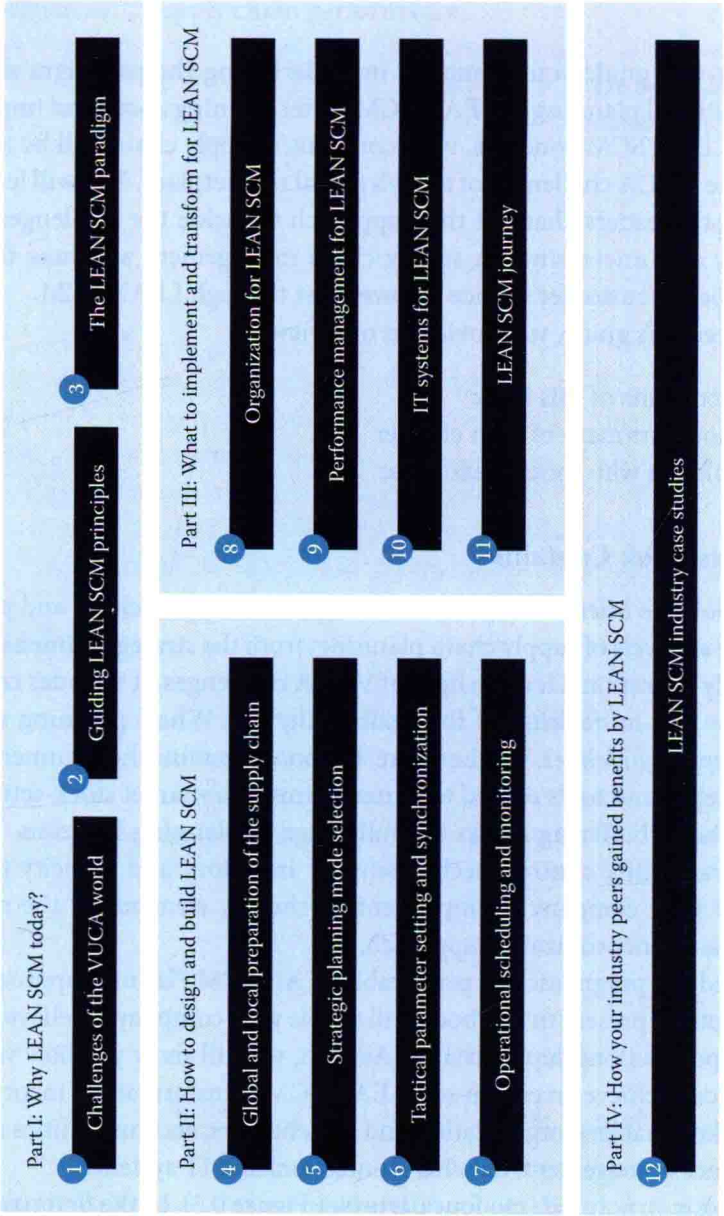 Part I: Why LEAN SCM today?
1 Challenges of the VUCA world
2 Guiding LEAN SCM principles
3 The LEAN SCM paradigm
Part II: How to design and build LEAN SCM
4 Global and local preparation of the supply chain
5 Strategic planning mode selection
6 Tactical parameter setting and synchronization
7 Operational scheduling and monitoring
Part III: What to implement and transform for LEAN SCM
8 Organization for LEAN SCM
9 Performance management for LEAN SCM
10 IT systems for LEAN SCM
11 LEAN SCM journey
Part IV: How your industry peers gained benefits by LEAN SCM
12 LEAN SCM industry case studies